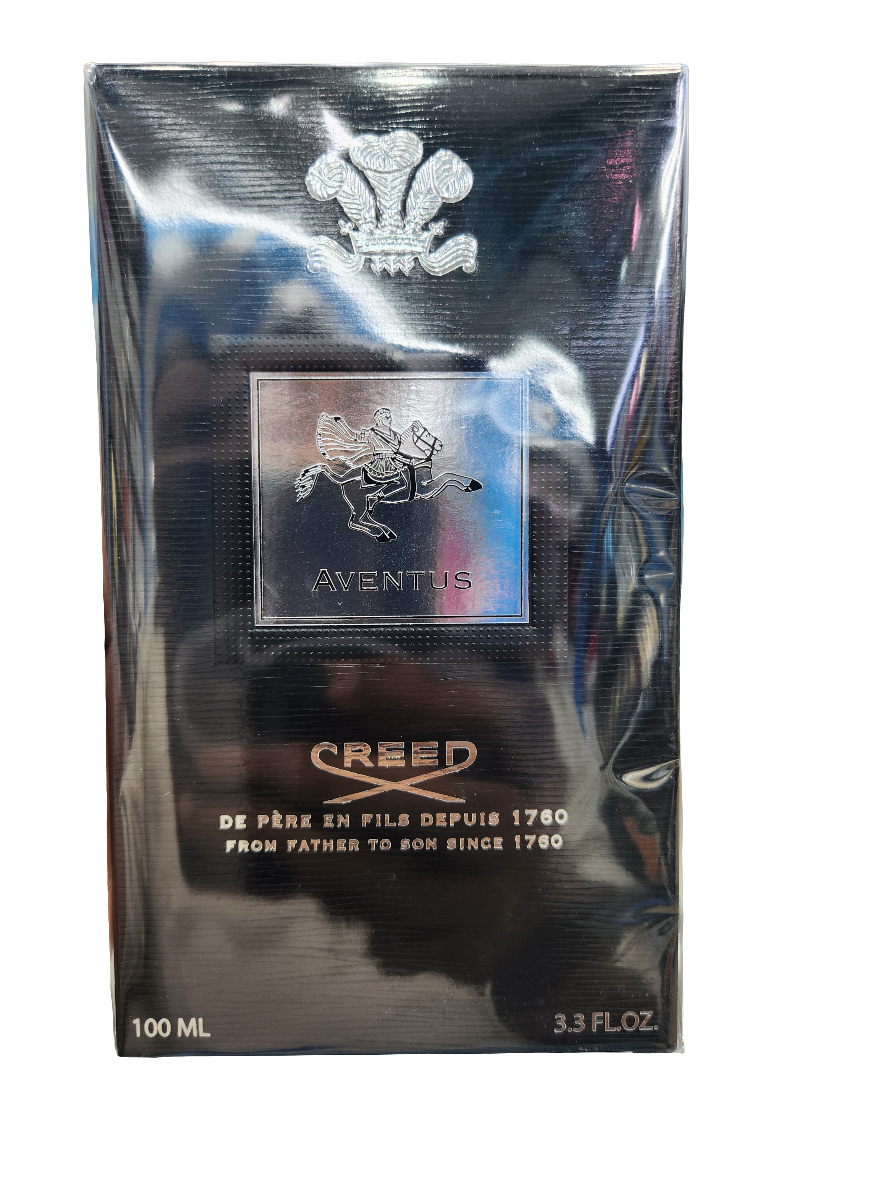 AVENTUS
CREED
DE PÈRE EN FILS DEPUIS 1760
FROM FATHER TO SON SINCE 1760
100 ML
3.3 FL.OZ.